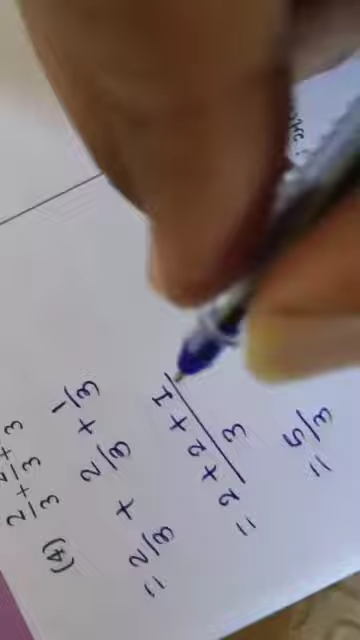 (4) 2/3 + 2/3 + 1/3
= 2/3 + 2/3 + 1/3
= 2 + 2 + 1 / 3
= 5/3